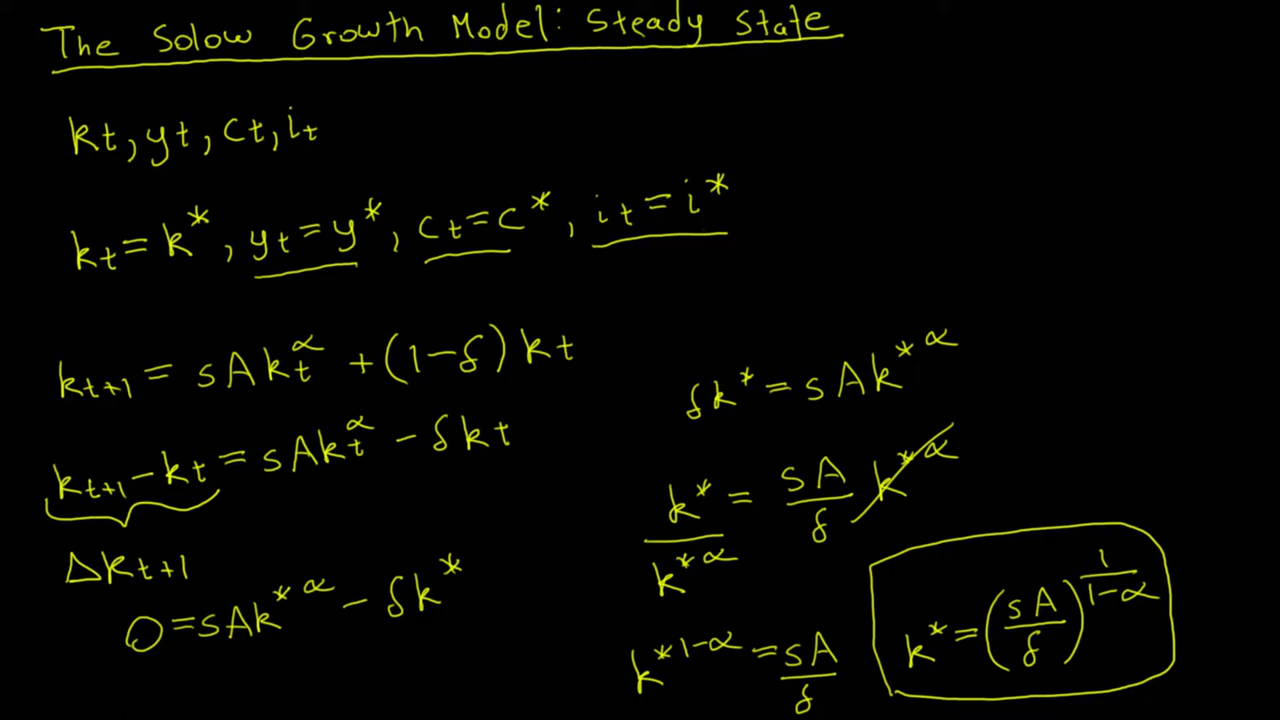 The Solow Growth Model: Steady State
kt, yt, ct, it
kt = k*, yt = y*, ct = c*, it = i*
kt+1 = sAkt^α + (1-δ)kt
kt+1 - kt = sAkt^α - δkt
Δkt+1
0 = sAk*^α - δk*
δk* = sAk*^α
k*/k*^α = sA/δ k*^α
k*^1-α = sA/δ
k* = (sA/δ)^1/1-α